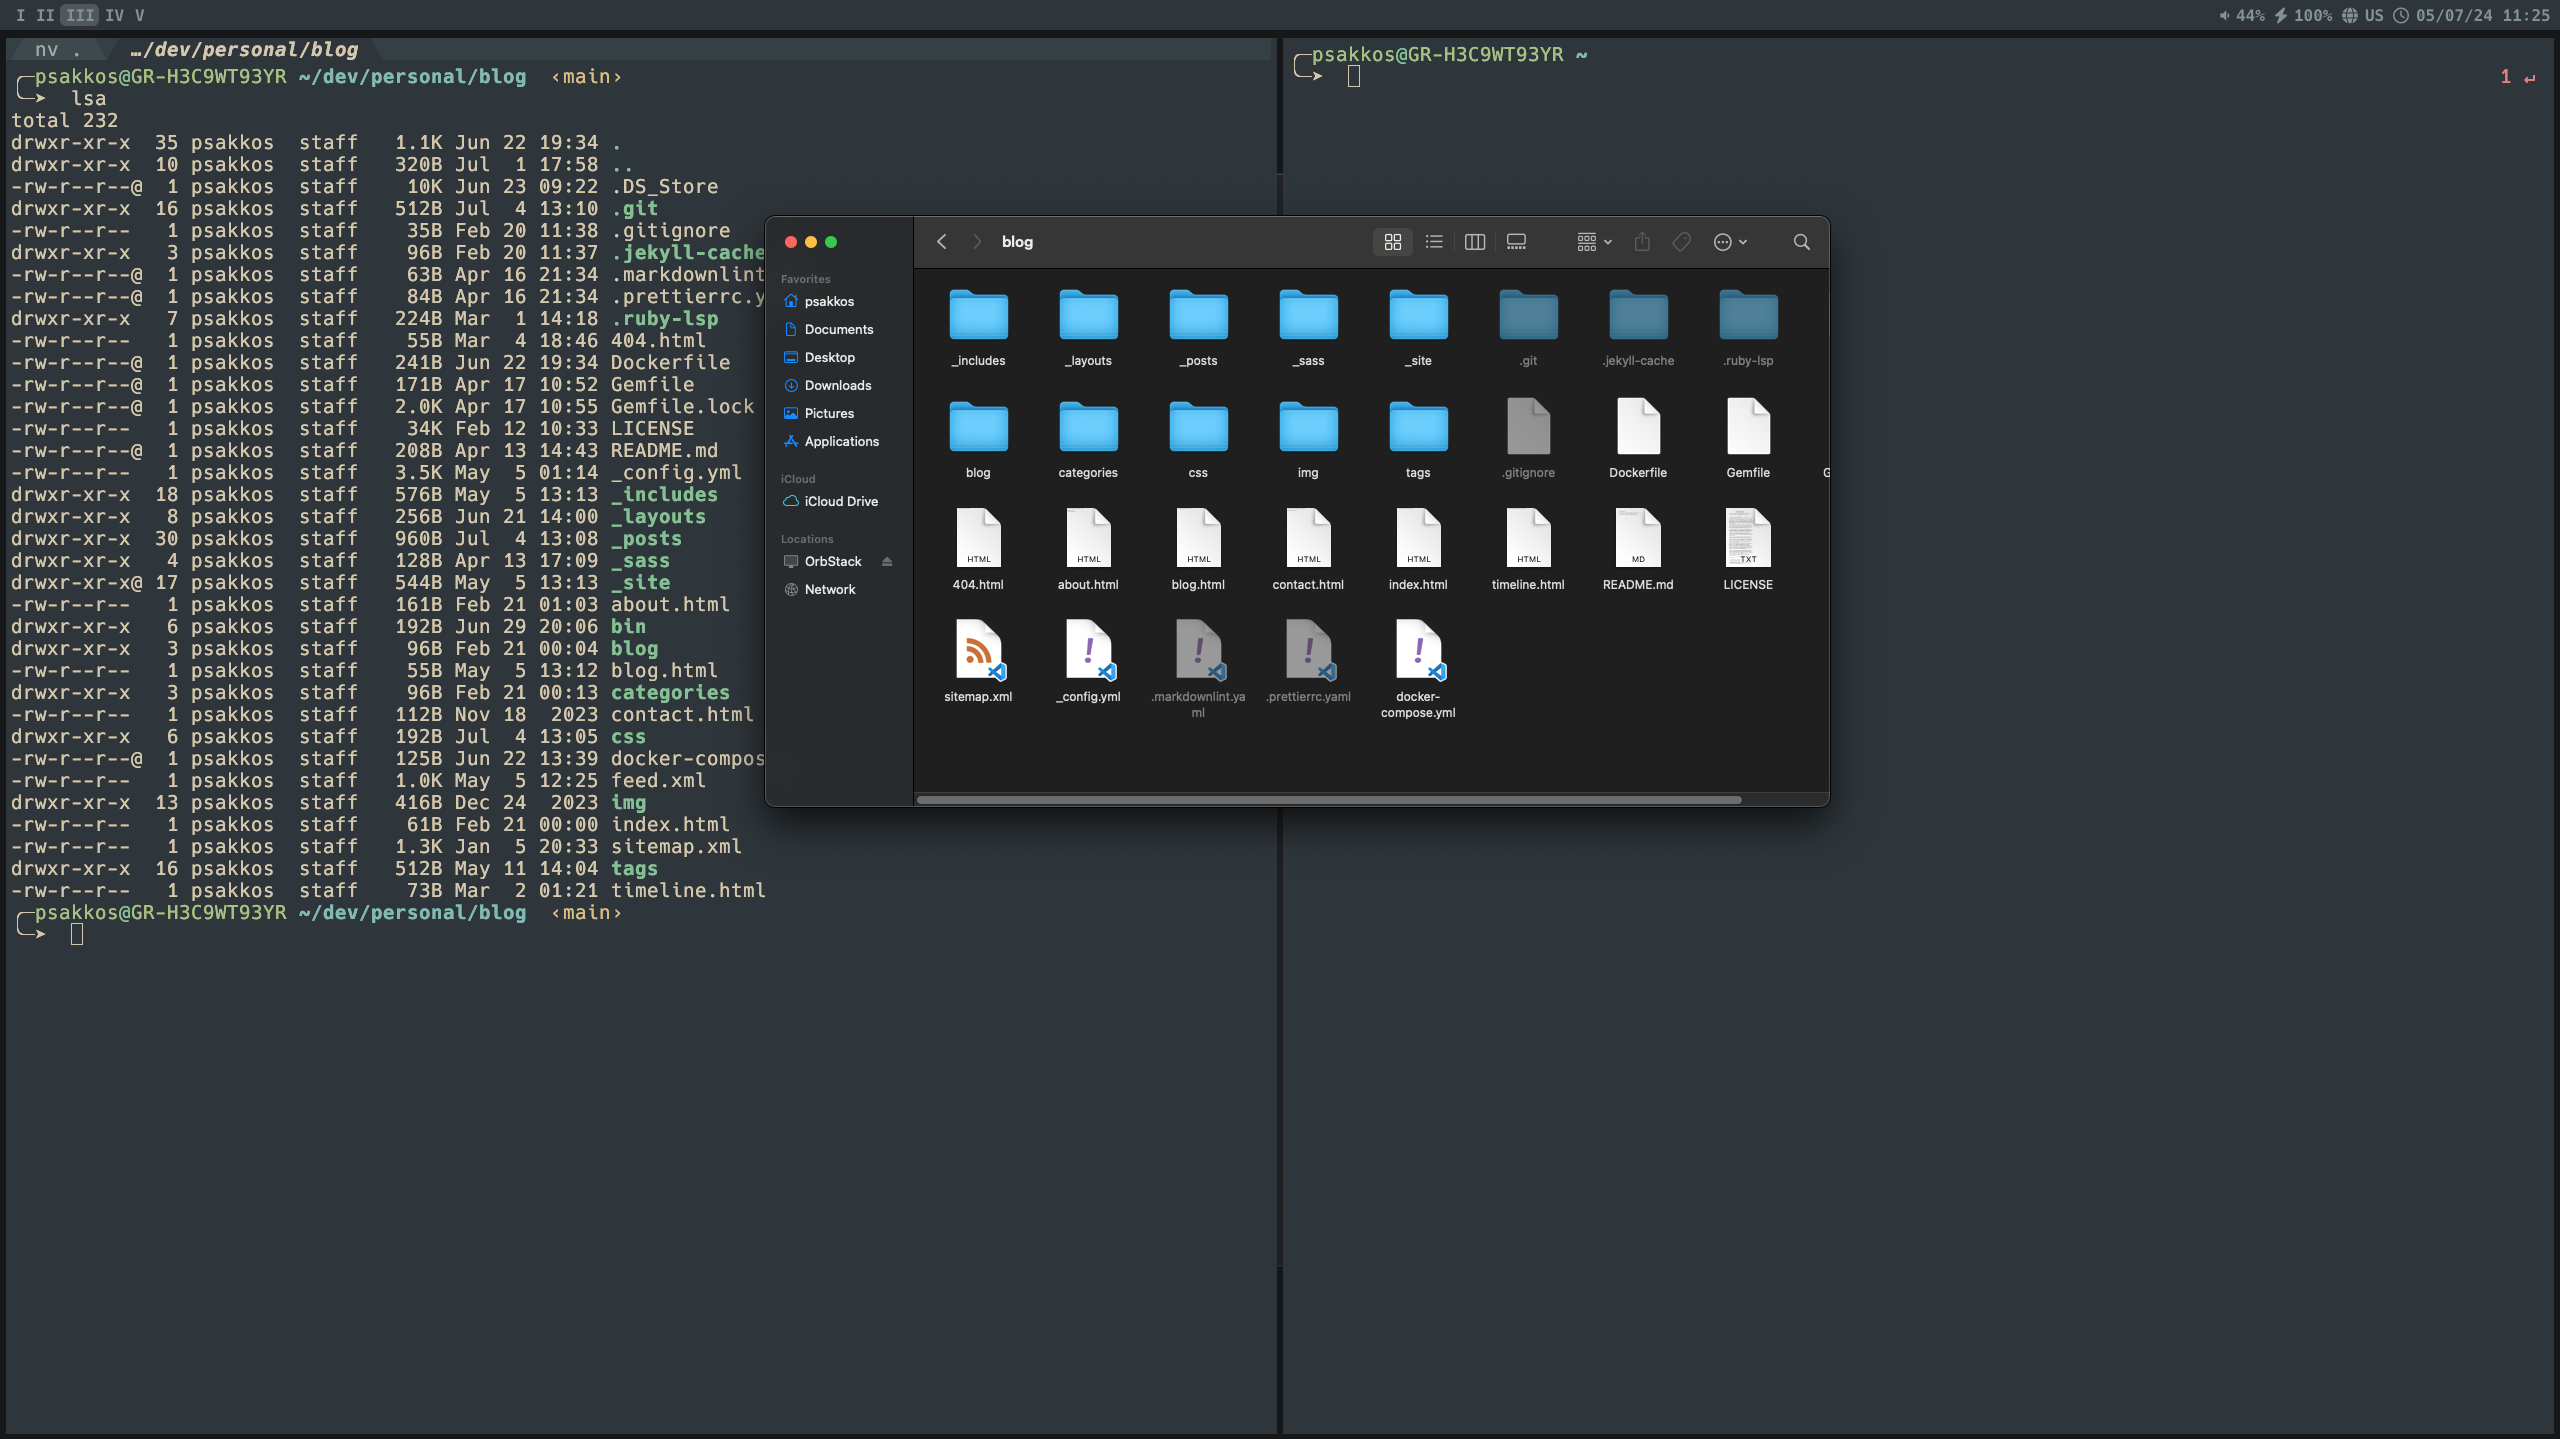 I II III IV V
44% 100% US 05/07/24 11:25
nv . …/dev/personal/blog
psakkos@GR-H3C9WT93YR ~/dev/personal/blog ‹main›
lsa
total 232
drwxr-xr-x 35 psakkos staff 1.1K Jun 22 19:34 .
drwxr-xr-x 10 psakkos staff 320B Jul 1 17:58 ..
-rw-r--r--@ 1 psakkos staff 10K Jun 23 09:22 .DS_Store
drwxr-xr-x 16 psakkos staff 512B Jul 4 13:10 .git
-rw-r--r-- 1 psakkos staff 35B Feb 20 11:38 .gitignore
drwxr-xr-x 3 psakkos staff 96B Feb 20 11:37 .jekyll-cache
-rw-r--r--@ 1 psakkos staff 63B Apr 16 21:34 .markdownlint
-rw-r--r--@ 1 psakkos staff 84B Apr 16 21:34 .prettierrc.y
drwxr-xr-x 7 psakkos staff 224B Mar 1 14:18 .ruby-lsp
-rw-r--r-- 1 psakkos staff 55B Mar 4 18:46 404.html
-rw-r--r--@ 1 psakkos staff 241B Jun 22 19:34 Dockerfile
-rw-r--r--@ 1 psakkos staff 171B Apr 17 10:52 Gemfile
-rw-r--r--@ 1 psakkos staff 2.0K Apr 17 10:55 Gemfile.lock
-rw-r--r-- 1 psakkos staff 34K Feb 12 10:33 LICENSE
-rw-r--r--@ 1 psakkos staff 208B Apr 13 14:43 README.md
-rw-r--r-- 1 psakkos staff 3.5K May 5 01:14 _config.yml
drwxr-xr-x 18 psakkos staff 576B May 5 13:13 _includes
drwxr-xr-x 8 psakkos staff 256B Jun 21 14:00 _layouts
drwxr-xr-x 30 psakkos staff 960B Jul 4 13:08 _posts
drwxr-xr-x 4 psakkos staff 128B Apr 13 17:09 _sass
drwxr-xr-x@ 17 psakkos staff 544B May 5 13:13 _site
-rw-r--r-- 1 psakkos staff 161B Feb 21 01:03 about.html
drwxr-xr-x 6 psakkos staff 192B Jun 29 20:06 bin
drwxr-xr-x 3 psakkos staff 96B Feb 21 00:04 blog
-rw-r--r-- 1 psakkos staff 55B May 5 13:12 blog.html
drwxr-xr-x 3 psakkos staff 96B Feb 21 00:13 categories
-rw-r--r-- 1 psakkos staff 112B Nov 18 2023 contact.html
drwxr-xr-x 6 psakkos staff 192B Jul 4 13:05 css
-rw-r--r--@ 1 psakkos staff 125B Jun 22 13:39 docker-compos
-rw-r--r-- 1 psakkos staff 1.0K May 5 12:25 feed.xml
drwxr-xr-x 13 psakkos staff 416B Dec 24 2023 img
-rw-r--r-- 1 psakkos staff 61B Feb 21 00:00 index.html
-rw-r--r-- 1 psakkos staff 1.3K Jan 5 20:33 sitemap.xml
drwxr-xr-x 16 psakkos staff 512B May 11 14:04 tags
-rw-r--r-- 1 psakkos staff 73B Mar 2 01:21 timeline.html
psakkos@GR-H3C9WT93YR ~/dev/personal/blog ‹main›
psakkos@GR-H3C9WT93YR ~
1 ↵
blog
Favorites
psakkos
Documents
Desktop
Downloads
Pictures
Applications
iCloud
iCloud Drive
Locations
OrbStack
Network
_includes _layouts _posts _sass _site .git .jekyll-cache .ruby-lsp
blog categories css img tags .gitignore Dockerfile Gemfile G
HTML HTML HTML HTML HTML HTML MD TXT
404.html about.html blog.html contact.html index.html timeline.html README.md LICENSE
! ! ! !
sitemap.xml _config.yml .markdownlint.ya .prettierrc.yaml docker-
ml compose.yml